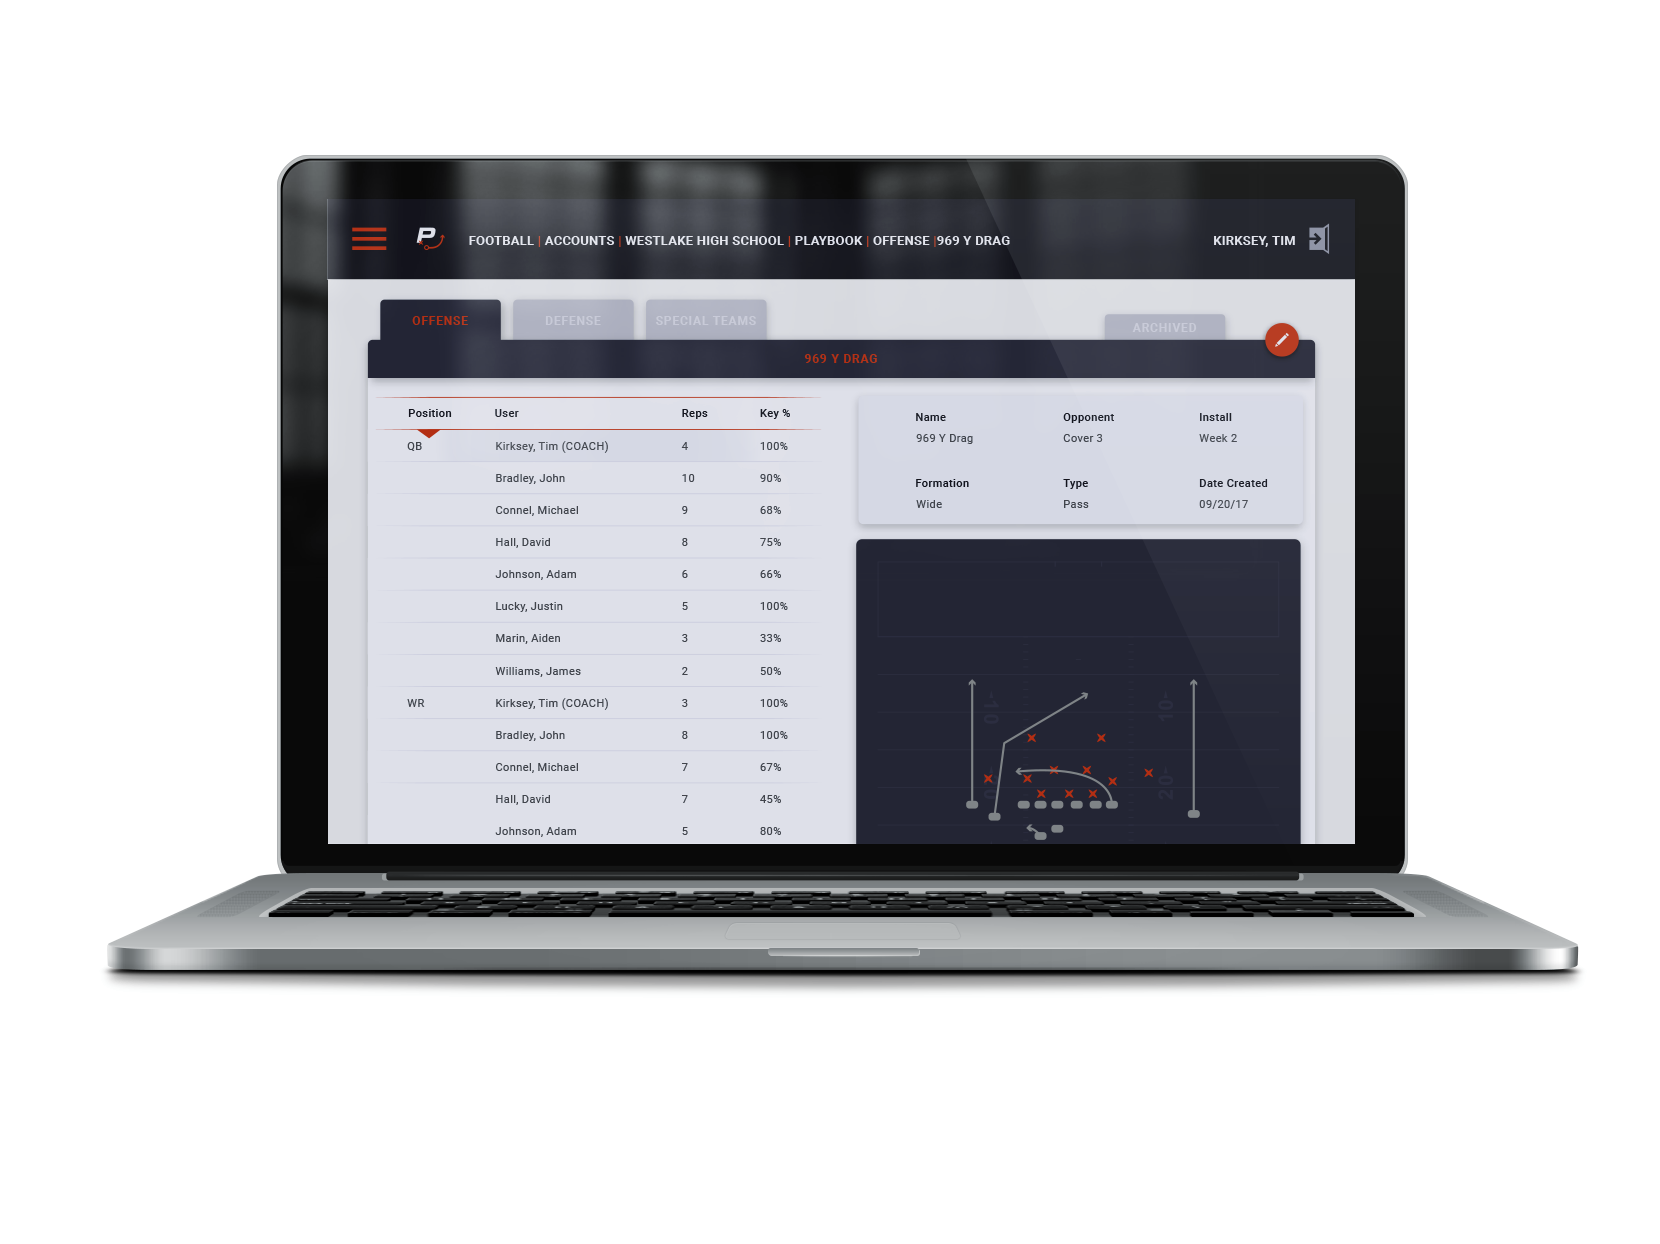 P
FOOTBALL | ACCOUNTS | WESTLAKE HIGH SCHOOL | PLAYBOOK | OFFENSE |969 Y DRAG
KIRKSEY, TIM
OFFENSE
DEFENSE
SPECIAL TEAMS
ARCHIVED
969 Y DRAG
Position User Reps Key %
QB Kirksey, Tim (COACH) 4 100%
Bradley, John 10 90%
Connel, Michael 9 68%
Hall, David 8 75%
Johnson, Adam 6 66%
Lucky, Justin 5 100%
Marin, Aiden 3 33%
Williams, James 2 50%
WR Kirksey, Tim (COACH) 3 100%
Bradley, John 8 100%
Connel, Michael 7 67%
Hall, David 7 45%
Johnson, Adam 5 80%
Name Opponent Install
969 Y Drag Cover 3 Week 2
Formation Type Date Created
Wide Pass 09/20/17
-10
10-
20-